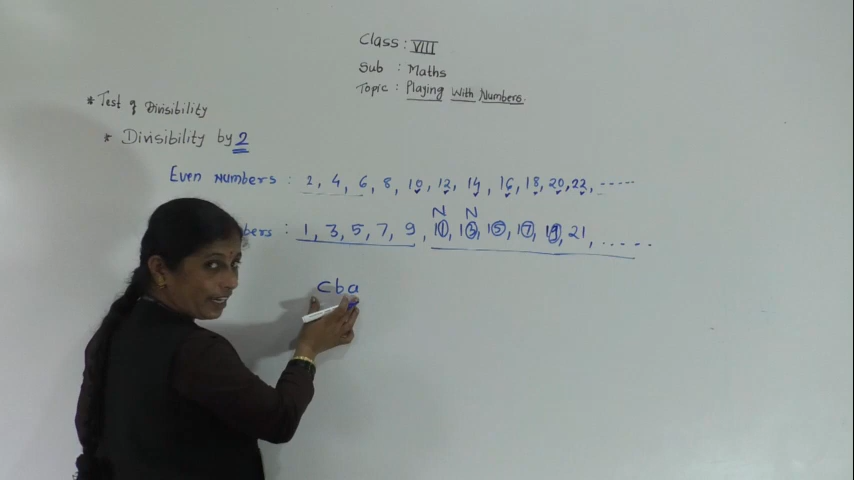 Class : VIII
Sub : Maths
Topic : Playing With Numbers.
* Test of Divisibility
* Divisibility by 2
Even Numbers : 2, 4, 6, 8, 10, 12, 14, 16, 18, 20, 22, ......
bers : 1, 3, 5, 7, 9, 11, 13, 15, 17, 19, 21, ......
N N
cba